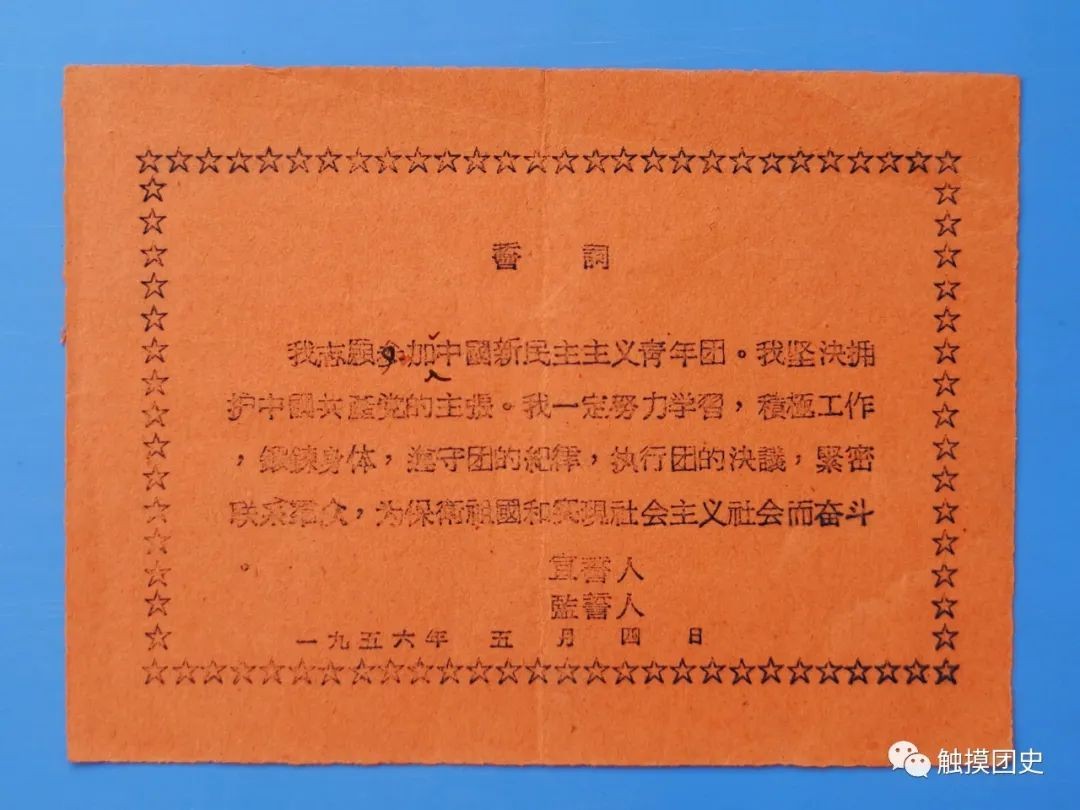 誓 詞
我志願参加中國新民主主义青年团。我坚決拥
护中國共產党的主張。我一定努力学習，積極工作
，鍛鍊身体，遵守团的紀律，执行团的決議，緊密
联系羣众，为保衛祖國和实現社会主义社会而奋斗
。
宣誓人
監誓人
一九五六年 五 月 四 日
触摸团史